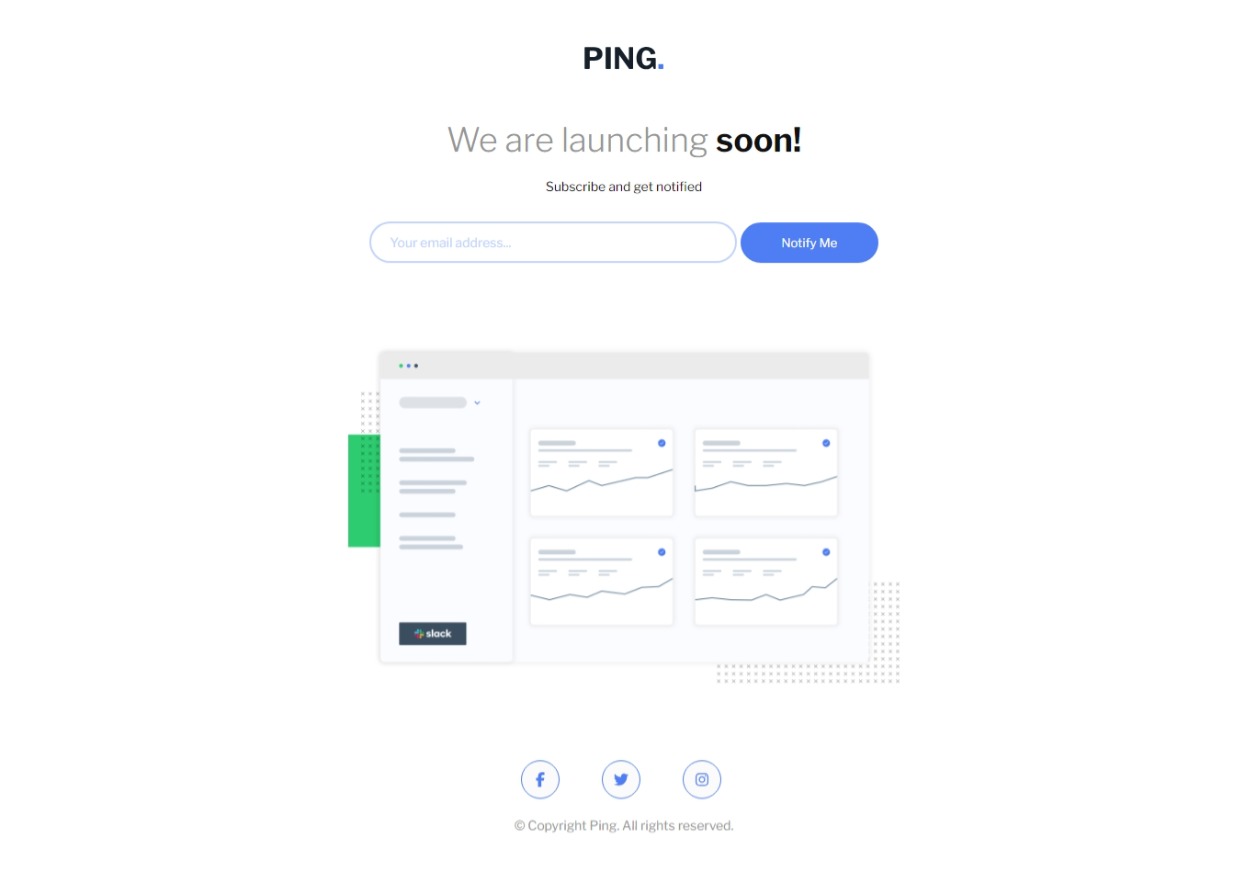 PING.
We are launching soon!
Subscribe and get notified
Your email address...
Notify Me
slack
© Copyright Ping. All rights reserved.